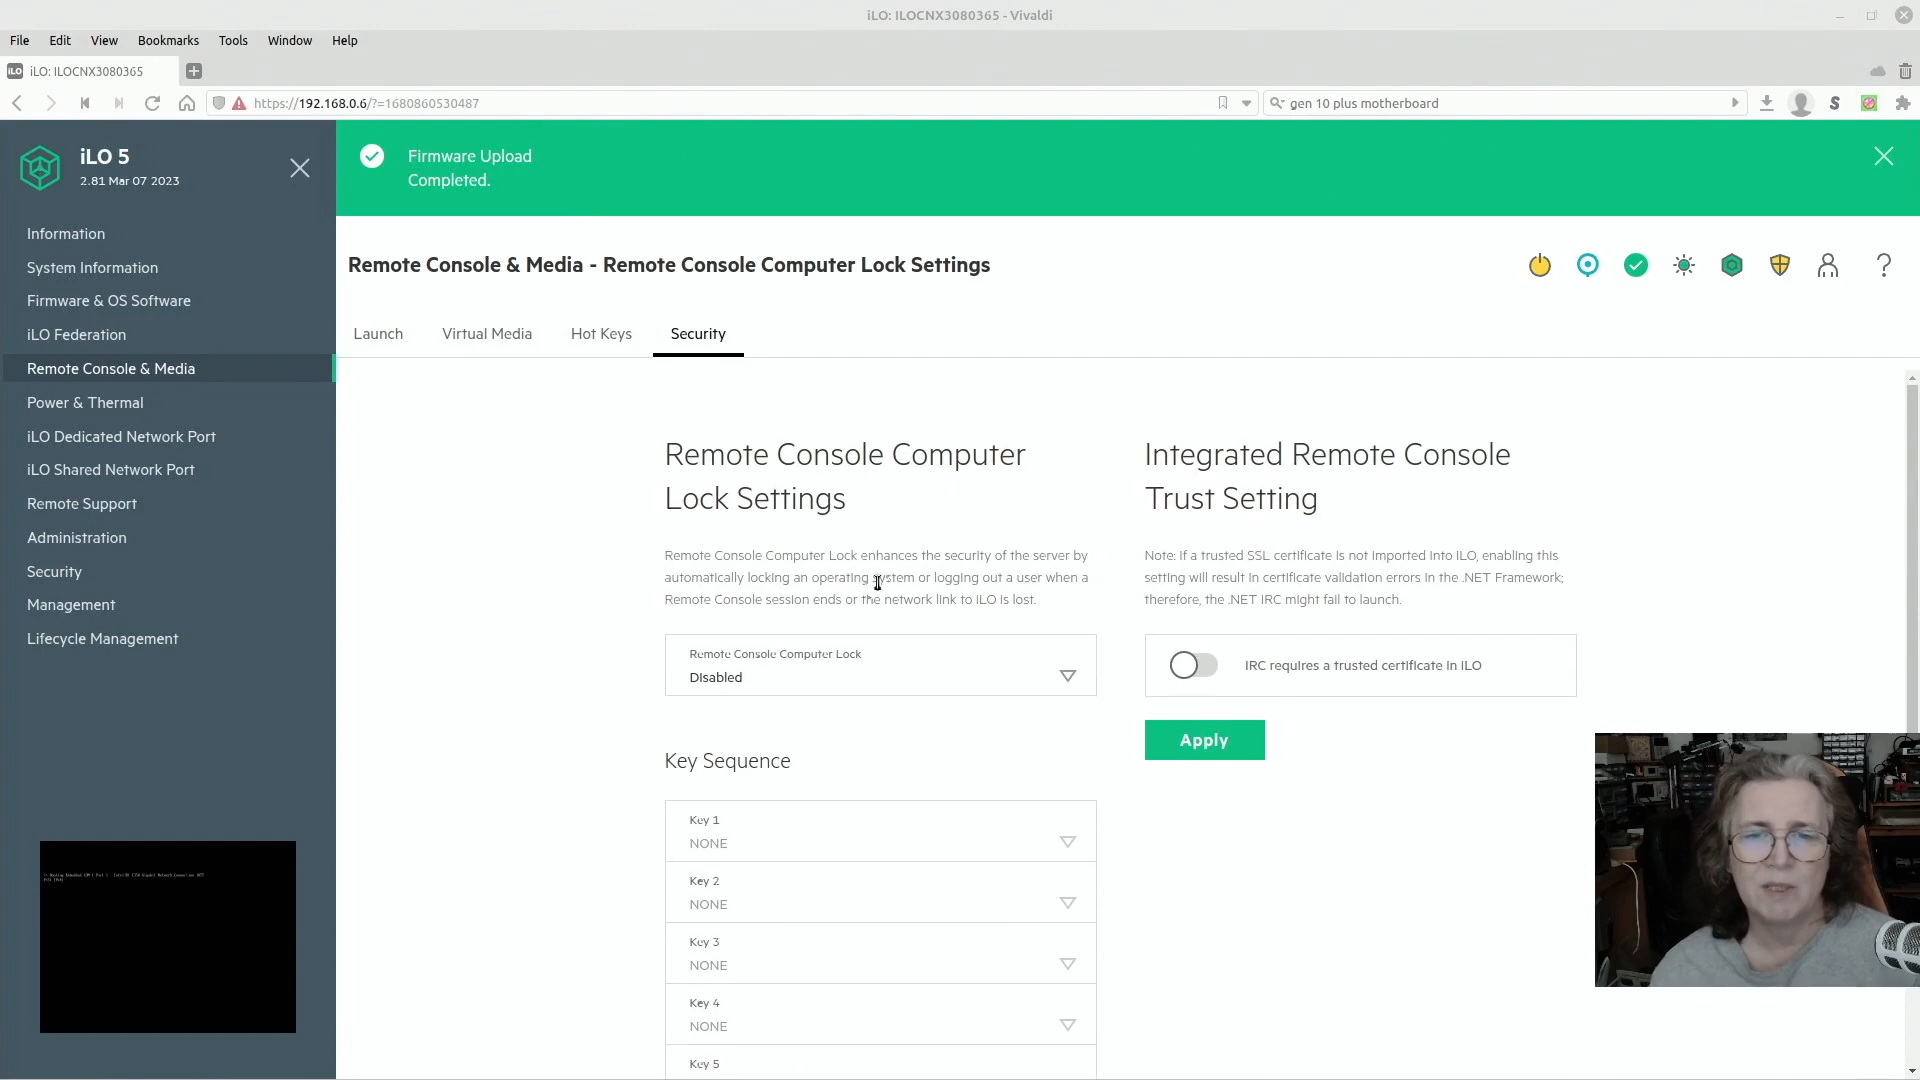 iLO: ILOCNX3080365 - Vivaldi
File Edit View Bookmarks Tools Window Help
iLO iLO: ILOCNX3080365
https://192.168.0.6/?=1680860530487
gen 10 plus motherboard
S
iLO 5
2.81 Mar 07 2023
Firmware Upload
Completed.
Information
System Information
Firmware & OS Software
iLO Federation
Remote Console & Media
Power & Thermal
iLO Dedicated Network Port
iLO Shared Network Port
Remote Support
Administration
Security
Management
Lifecycle Management
Remote Console & Media - Remote Console Computer Lock Settings
?
Launch Virtual Media Hot Keys Security
Remote Console Computer
Lock Settings
Remote Console Computer Lock enhances the security of the server by
automatically locking an operating system or logging out a user when a
Remote Console session ends or the network link to iLO is lost.
Remote Console Computer Lock
Disabled
Key Sequence
Key 1
NONE
Key 2
NONE
Key 3
NONE
Key 4
NONE
Key 5
Integrated Remote Console
Trust Setting
Note: If a trusted SSL certificate is not imported into iLO, enabling this
setting will result in certificate validation errors in the .NET Framework;
therefore, the .NET IRC might fail to launch.
IRC requires a trusted certificate in iLO
Apply